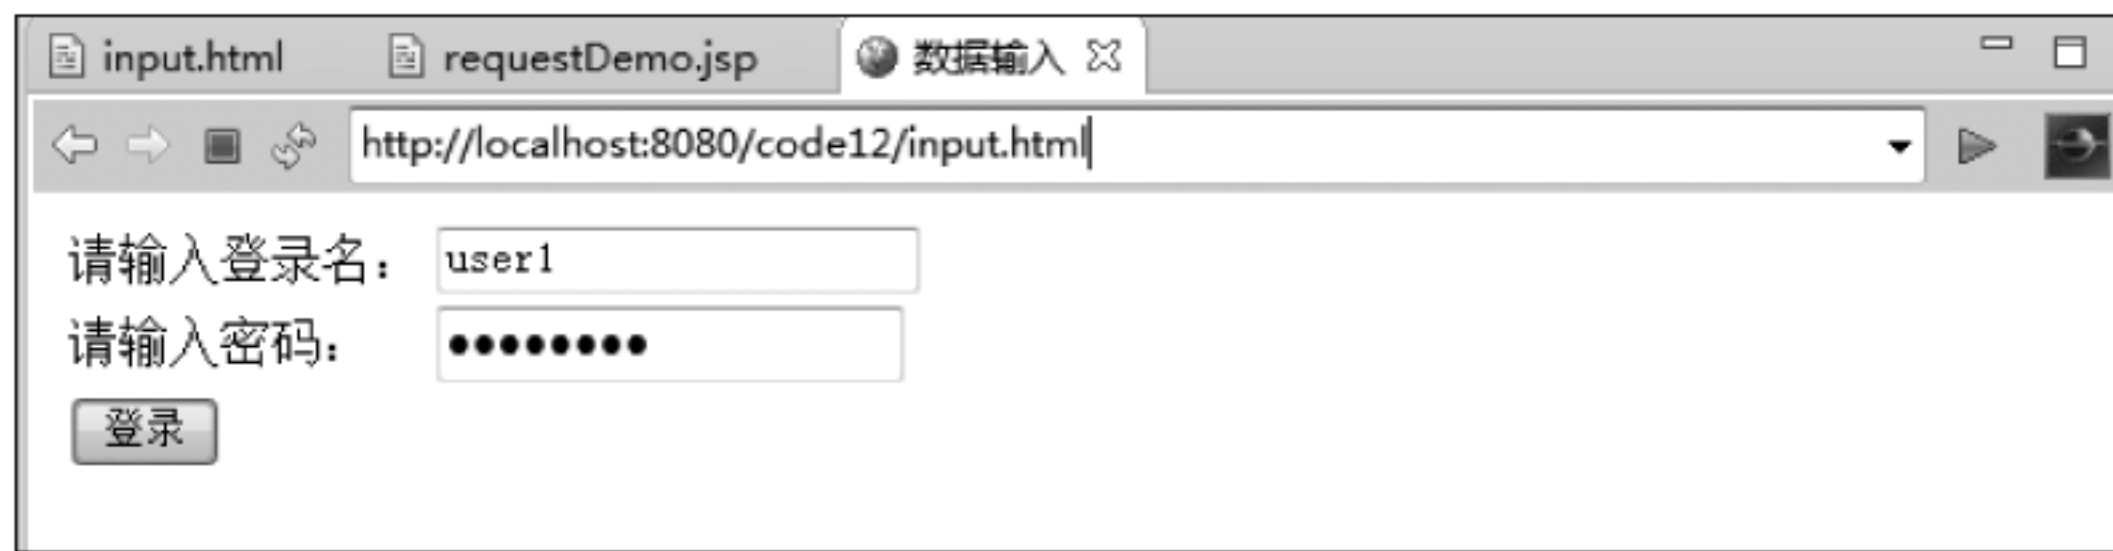 input.html requestDemo.jsp 数据输入
http://localhost:8080/code12/input.html
请输入登录名： user1
请输入密码： ●●●●●●●●
登录